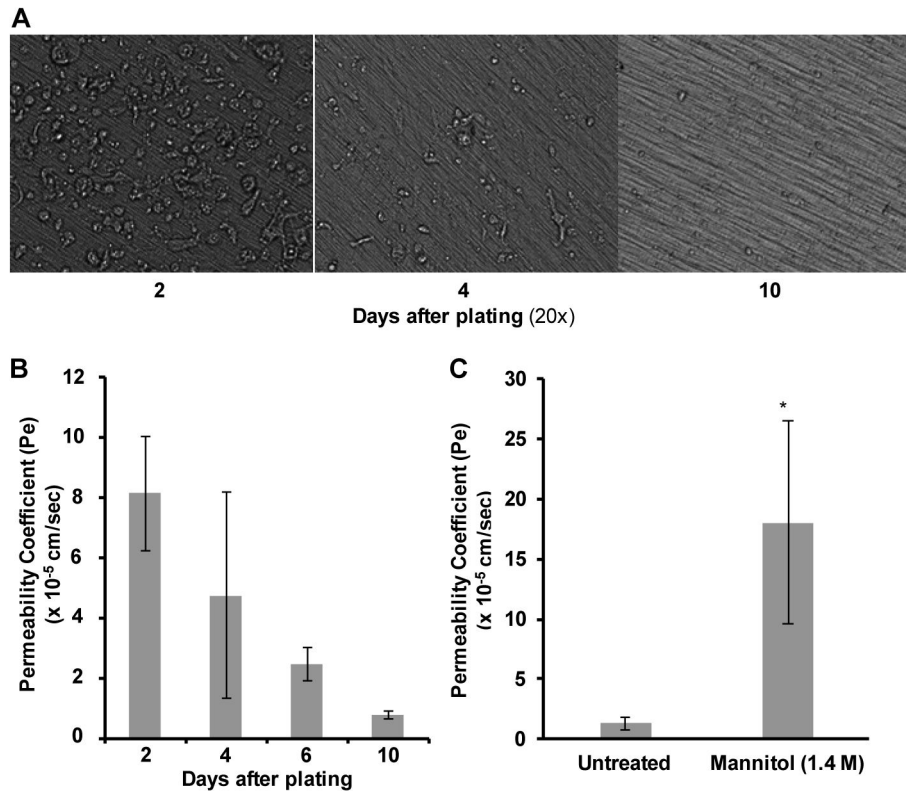 A
2
4
10
Days after plating (20x)
B
Permeability Coefficient (Pe)
(x 10⁻⁵ cm/sec)
12
10
8
6
4
2
0
2
4
6
10
Days after plating
C
Permeability Coefficient (Pe)
(x 10⁻⁵ cm/sec)
30
25
20
15
10
5
0
*
Untreated
Mannitol (1.4 M)